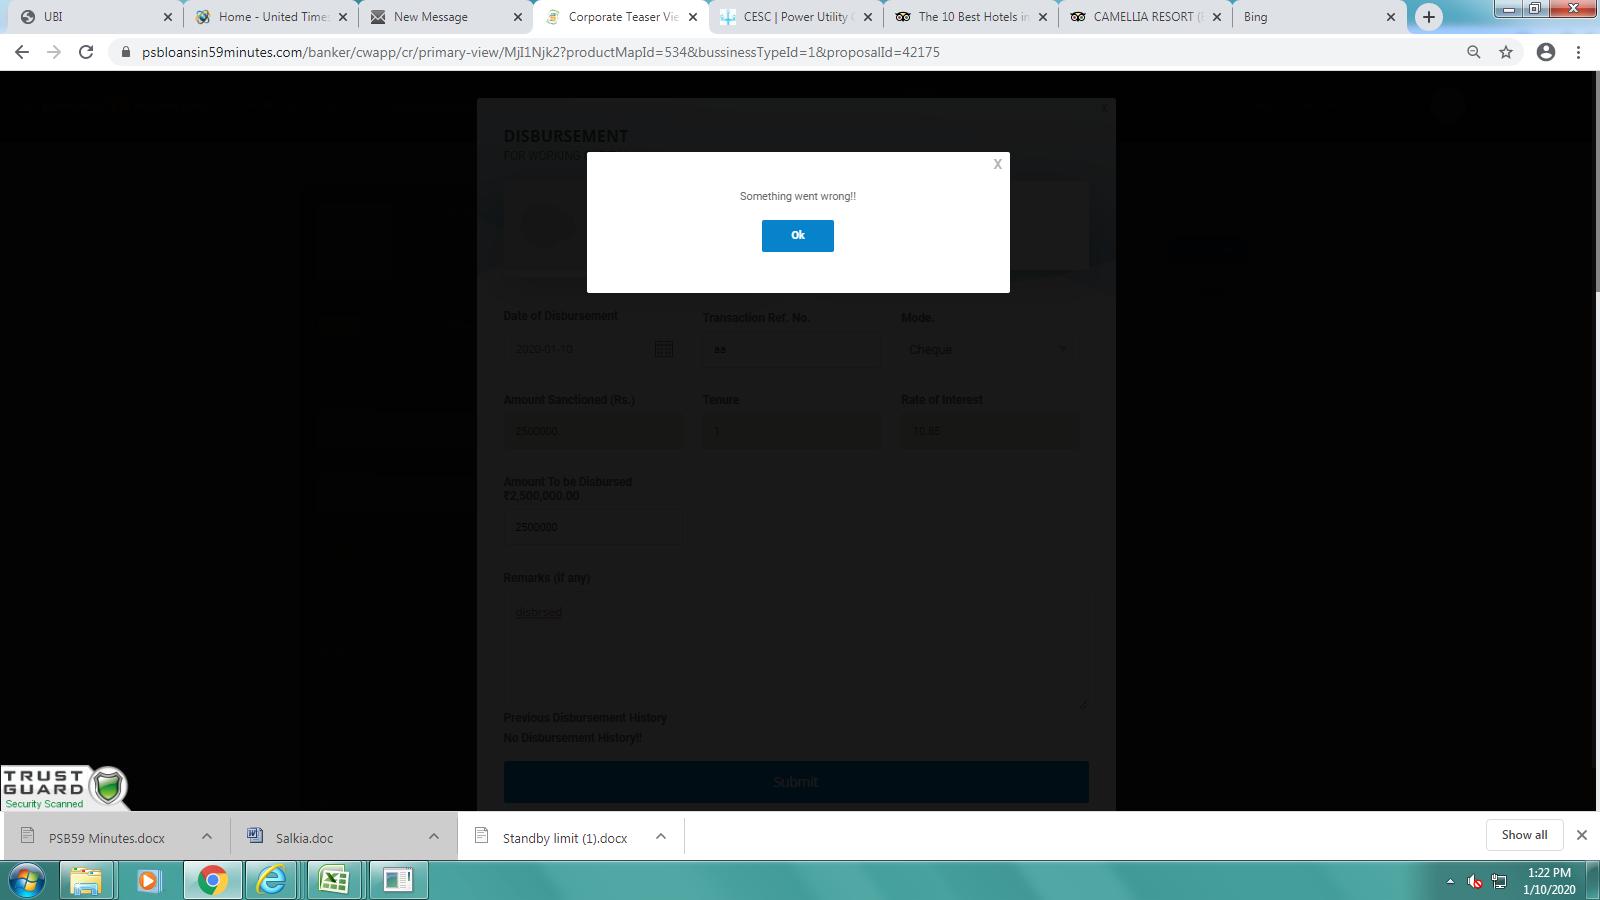 UBI
Home - United Time
New Message
Corporate Teaser Vie
CESC | Power Utility
The 10 Best Hotels in
CAMELLIA RESORT
Bing
psbloansin59minutes.com/banker/cwapp/cr/primary-view/MjI1Njk2?productMapId=534&bussinessTypeId=1&proposalId=42175
X
DISBURSEMENT
FOR WORKING
X
Something went wrong!!
Ok
Date of Disbursement
Transaction Ref. No.
Mode.
2020-01-10
aa
Cheque
Amount Sanctioned (Rs.)
Tenure
Rate of Interest
2500000
1
10.85
Amount To be Disbursed
₹2,500,000.00
2500000
Remarks (if any)
disbrsed
Previous Disbursement History
No Disbursement History!!
Submit
TRUST
GUARD
Security Scanned
PSB59 Minutes.docx
Salkia.doc
Standby limit (1).docx
Show all
1:22 PM
1/10/2020